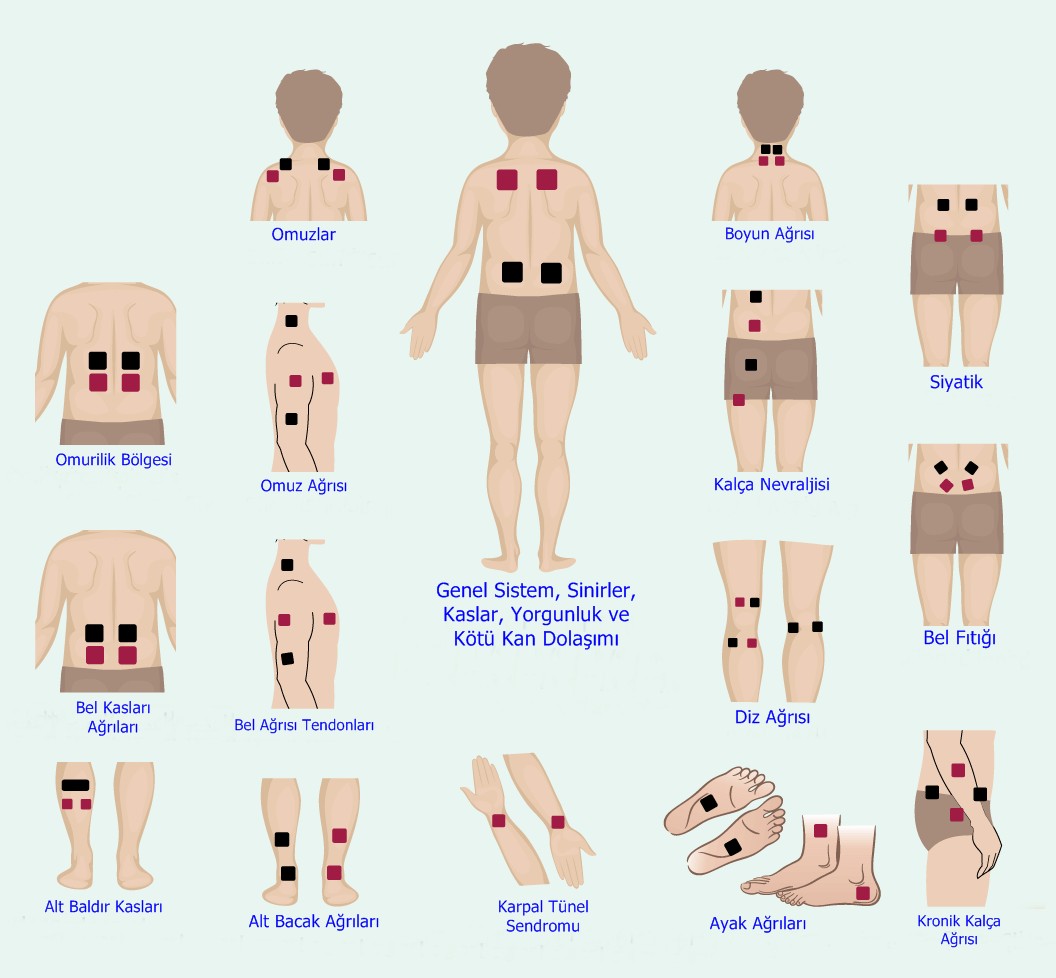 Omuzlar
Boyun Ağrısı
Siyatik
Omurilik Bölgesi
Omuz Ağrısı
Kalça Nevraljisi
Genel Sistem, Sinirler,
Kaslar, Yorgunluk ve
Kötü Kan Dolaşımı
Bel Fıtığı
Bel Kasları
Ağrıları
Bel Ağrısı Tendonları
Diz Ağrısı
Alt Baldır Kasları
Alt Bacak Ağrıları
Karpal Tünel
Sendromu
Ayak Ağrıları
Kronik Kalça
Ağrısı